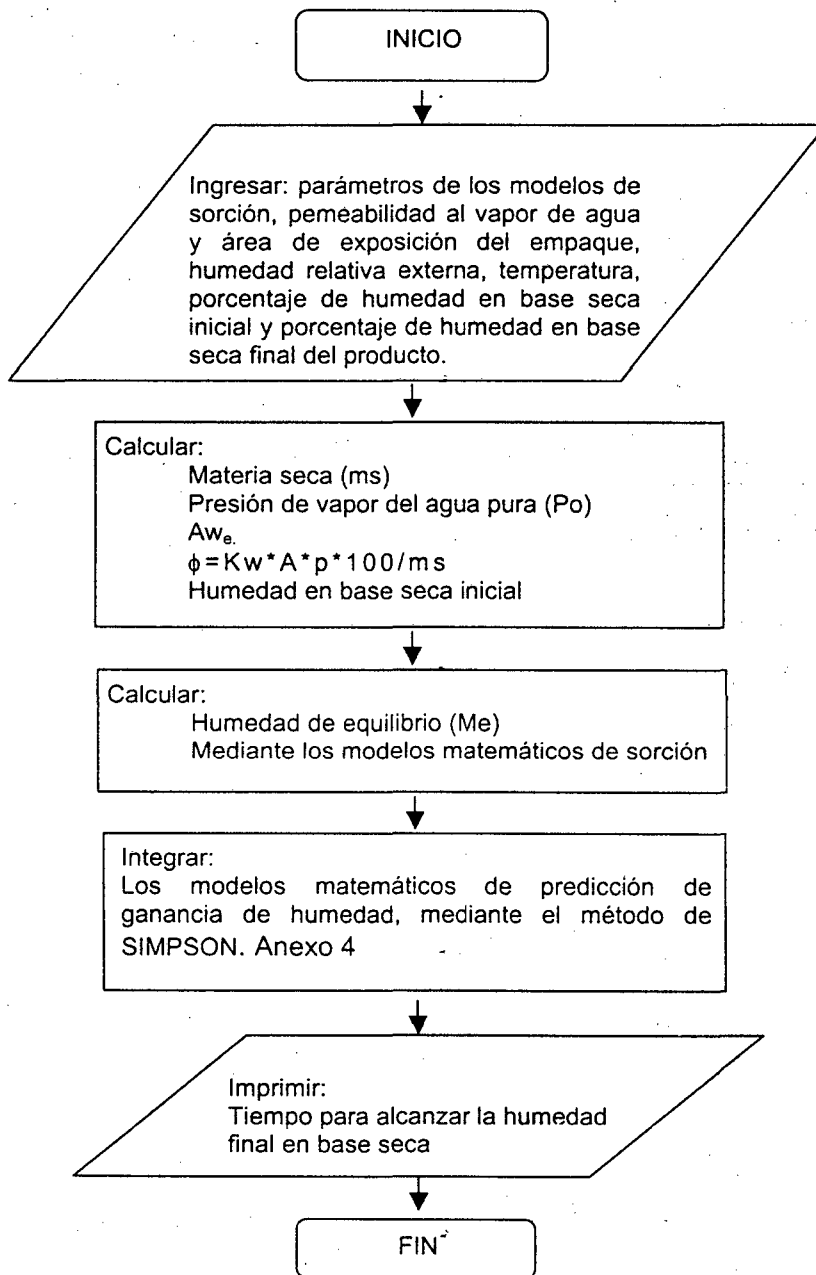 INICIO
Ingresar: parámetros de los modelos de
sorción, pemeabilidad al vapor de agua
y área de exposición del empaque,
humedad relativa externa, temperatura,
porcentaje de humedad en base seca
inicial y porcentaje de humedad en base
seca final del producto.
Calcular:
Materia seca (ms)
Presión de vapor del agua pura (Po)
Awe.
ϕ=Kw*A*p*100/ms
Humedad en base seca inicial
Calcular:
Humedad de equilibrio (Me)
Mediante los modelos matemáticos de sorción
Integrar:
Los modelos matemáticos de predicción de
ganancia de humedad, mediante el método de
SIMPSON. Anexo 4
Imprimir:
Tiempo para alcanzar la humedad
final en base seca
FIN